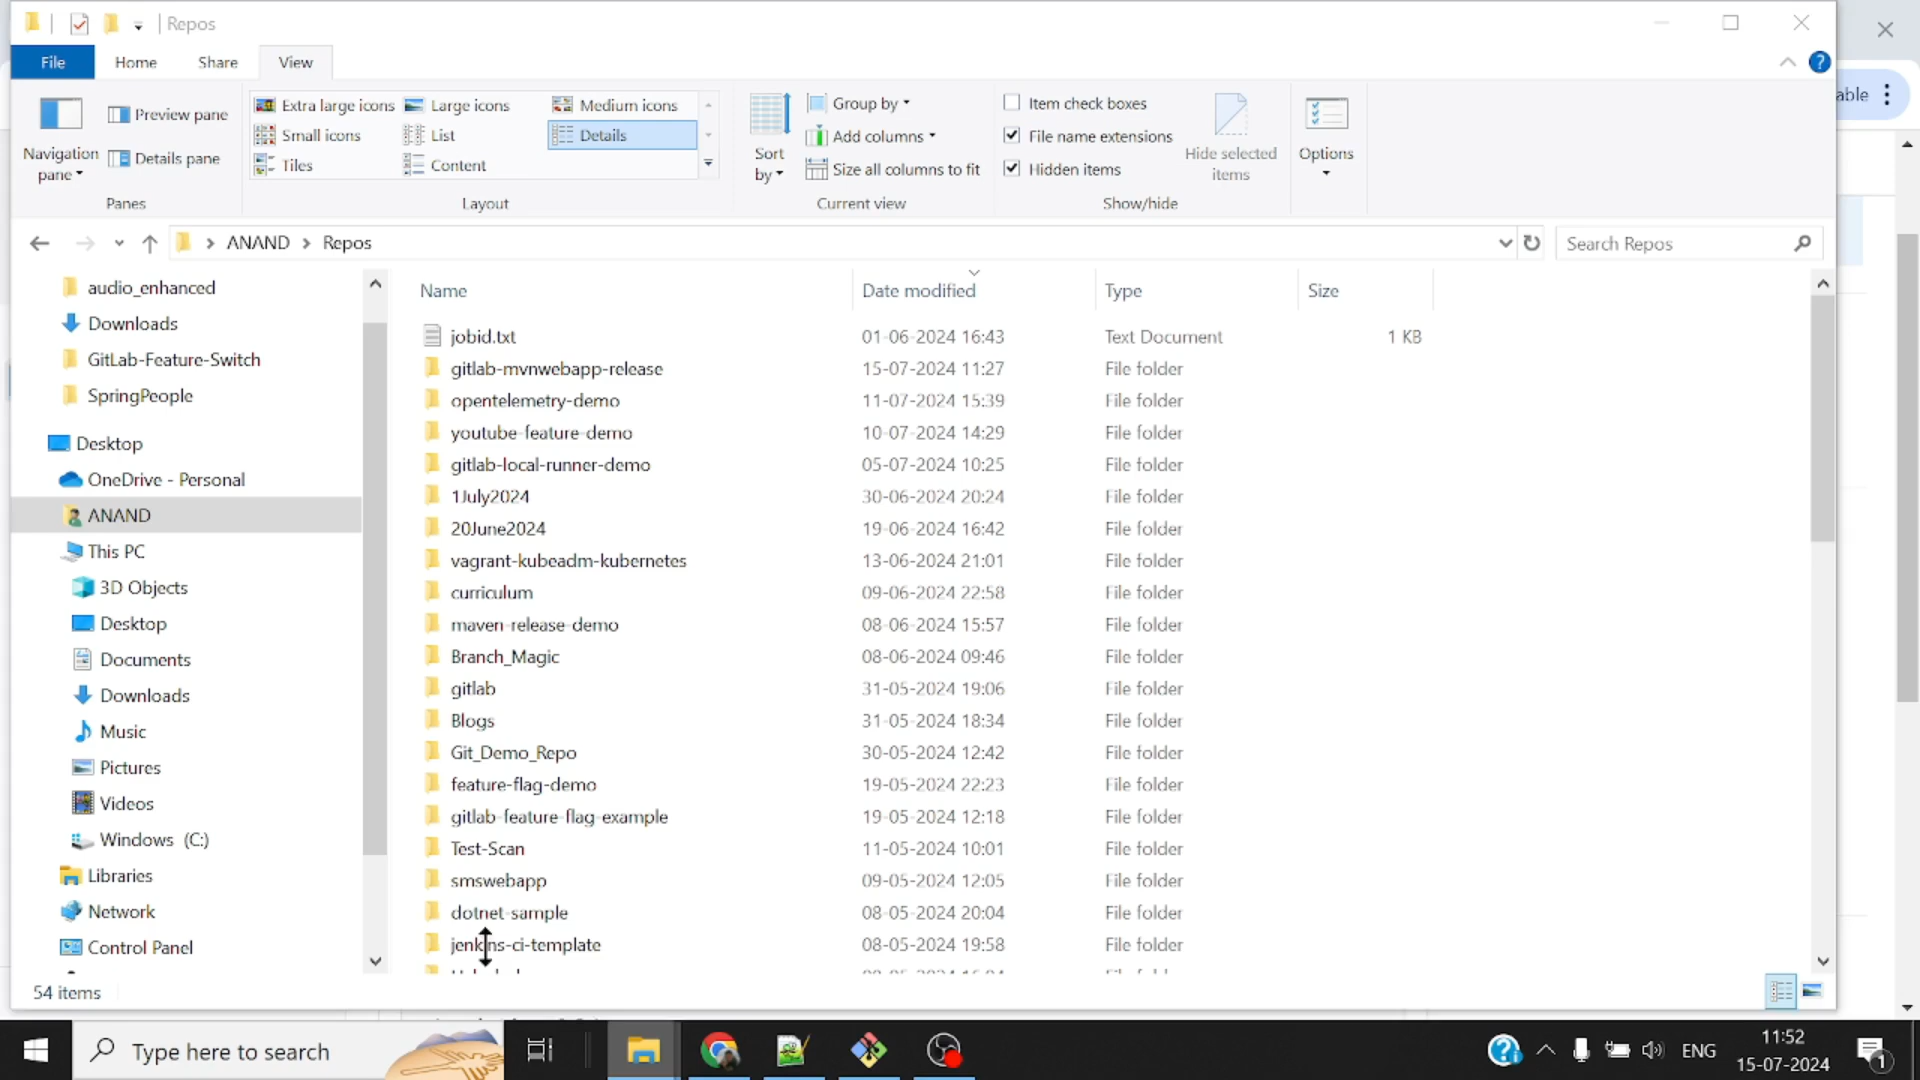 Repos
able
File Home Share View
Navigation pane
Preview pane
Details pane
Panes
Extra large icons Large icons Medium icons
Small icons List Details
Tiles Content
Layout
Sort by
Group by
Add columns
Size all columns to fit
Current view
Item check boxes
File name extensions
Hidden items
Hide selected items
Show/hide
Options
ANAND > Repos
Search Repos
audio_enhanced
Downloads
GitLab-Feature-Switch
SpringPeople
Desktop
OneDrive - Personal
ANAND
This PC
3D Objects
Desktop
Documents
Downloads
Music
Pictures
Videos
Windows (C:)
Libraries
Network
Control Panel
Name Date modified Type Size
jobid.txt 01-06-2024 16:43 Text Document 1 KB
gitlab-mvnwebapp-release 15-07-2024 11:27 File folder
opentelemetry-demo 11-07-2024 15:39 File folder
youtube-feature-demo 10-07-2024 14:29 File folder
gitlab-local-runner-demo 05-07-2024 10:25 File folder
1July2024 30-06-2024 20:24 File folder
20June2024 19-06-2024 16:42 File folder
vagrant-kubeadm-kubernetes 13-06-2024 21:01 File folder
curriculum 09-06-2024 22:58 File folder
maven-release-demo 08-06-2024 15:57 File folder
Branch_Magic 08-06-2024 09:46 File folder
gitlab 31-05-2024 19:06 File folder
Blogs 31-05-2024 18:34 File folder
Git_Demo_Repo 30-05-2024 12:42 File folder
feature-flag-demo 19-05-2024 22:23 File folder
gitlab-feature-flag-example 19-05-2024 12:18 File folder
Test-Scan 11-05-2024 10:01 File folder
smswebapp 09-05-2024 12:05 File folder
dotnet-sample 08-05-2024 20:04 File folder
jenkins-ci-template 08-05-2024 19:58 File folder
54 items
Type here to search
ENG
11:52
15-07-2024
1